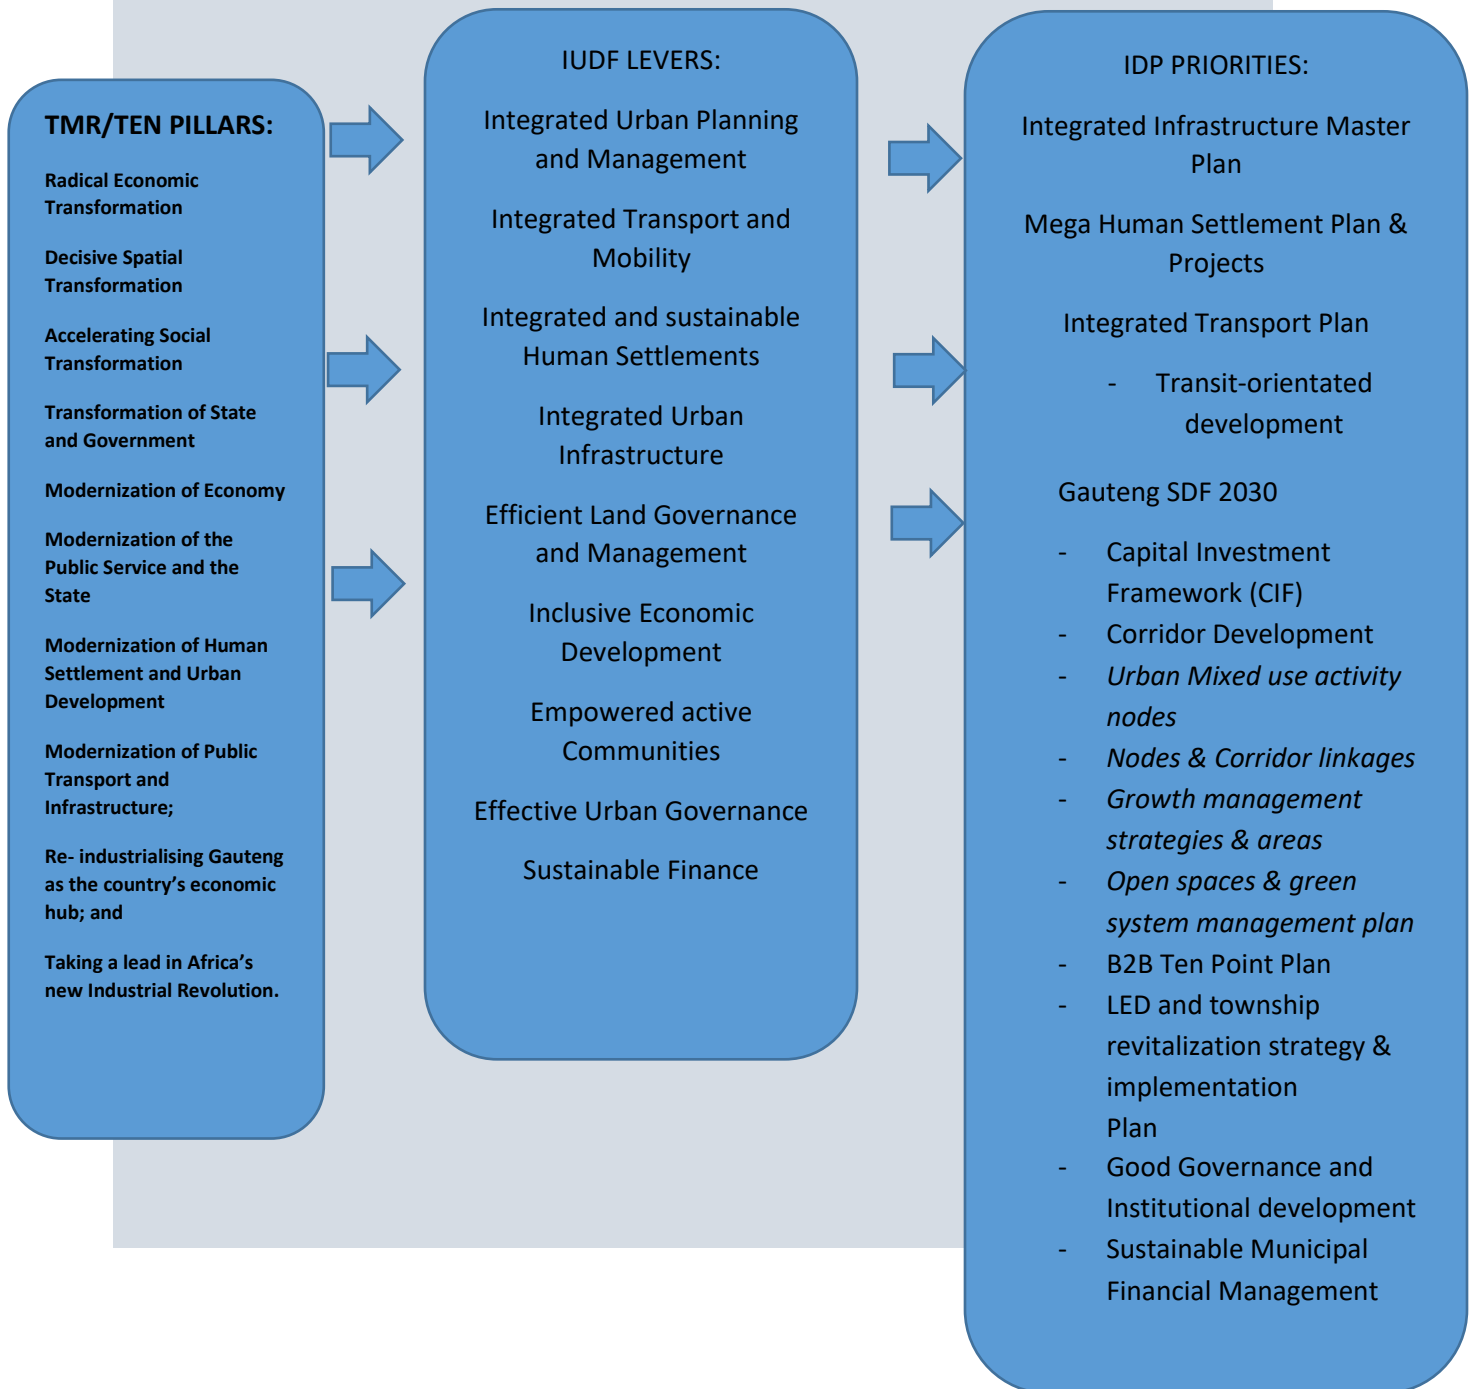 TMR/TEN PILLARS:
Radical Economic
Transformation
Decisive Spatial
Transformation
Accelerating Social
Transformation
Transformation of State
and Government
Modernization of Economy
Modernization of the
Public Service and the
State
Modernization of Human
Settlement and Urban
Development
Modernization of Public
Transport and
Infrastructure;
Re- industrialising Gauteng
as the country’s economic
hub; and
Taking a lead in Africa’s
new Industrial Revolution.
IUDF LEVERS:
Integrated Urban Planning
and Management
Integrated Transport and
Mobility
Integrated and sustainable
Human Settlements
Integrated Urban
Infrastructure
Efficient Land Governance
and Management
Inclusive Economic
Development
Empowered active
Communities
Effective Urban Governance
Sustainable Finance
IDP PRIORITIES:
Integrated Infrastructure Master
Plan
Mega Human Settlement Plan &
Projects
Integrated Transport Plan
- Transit-orientated
development
Gauteng SDF 2030
- Capital Investment
Framework (CIF)
- Corridor Development
- Urban Mixed use activity
nodes
- Nodes & Corridor linkages
- Growth management
strategies & areas
- Open spaces & green
system management plan
- B2B Ten Point Plan
- LED and township
revitalization strategy &
implementation
Plan
- Good Governance and
Institutional development
- Sustainable Municipal
Financial Management